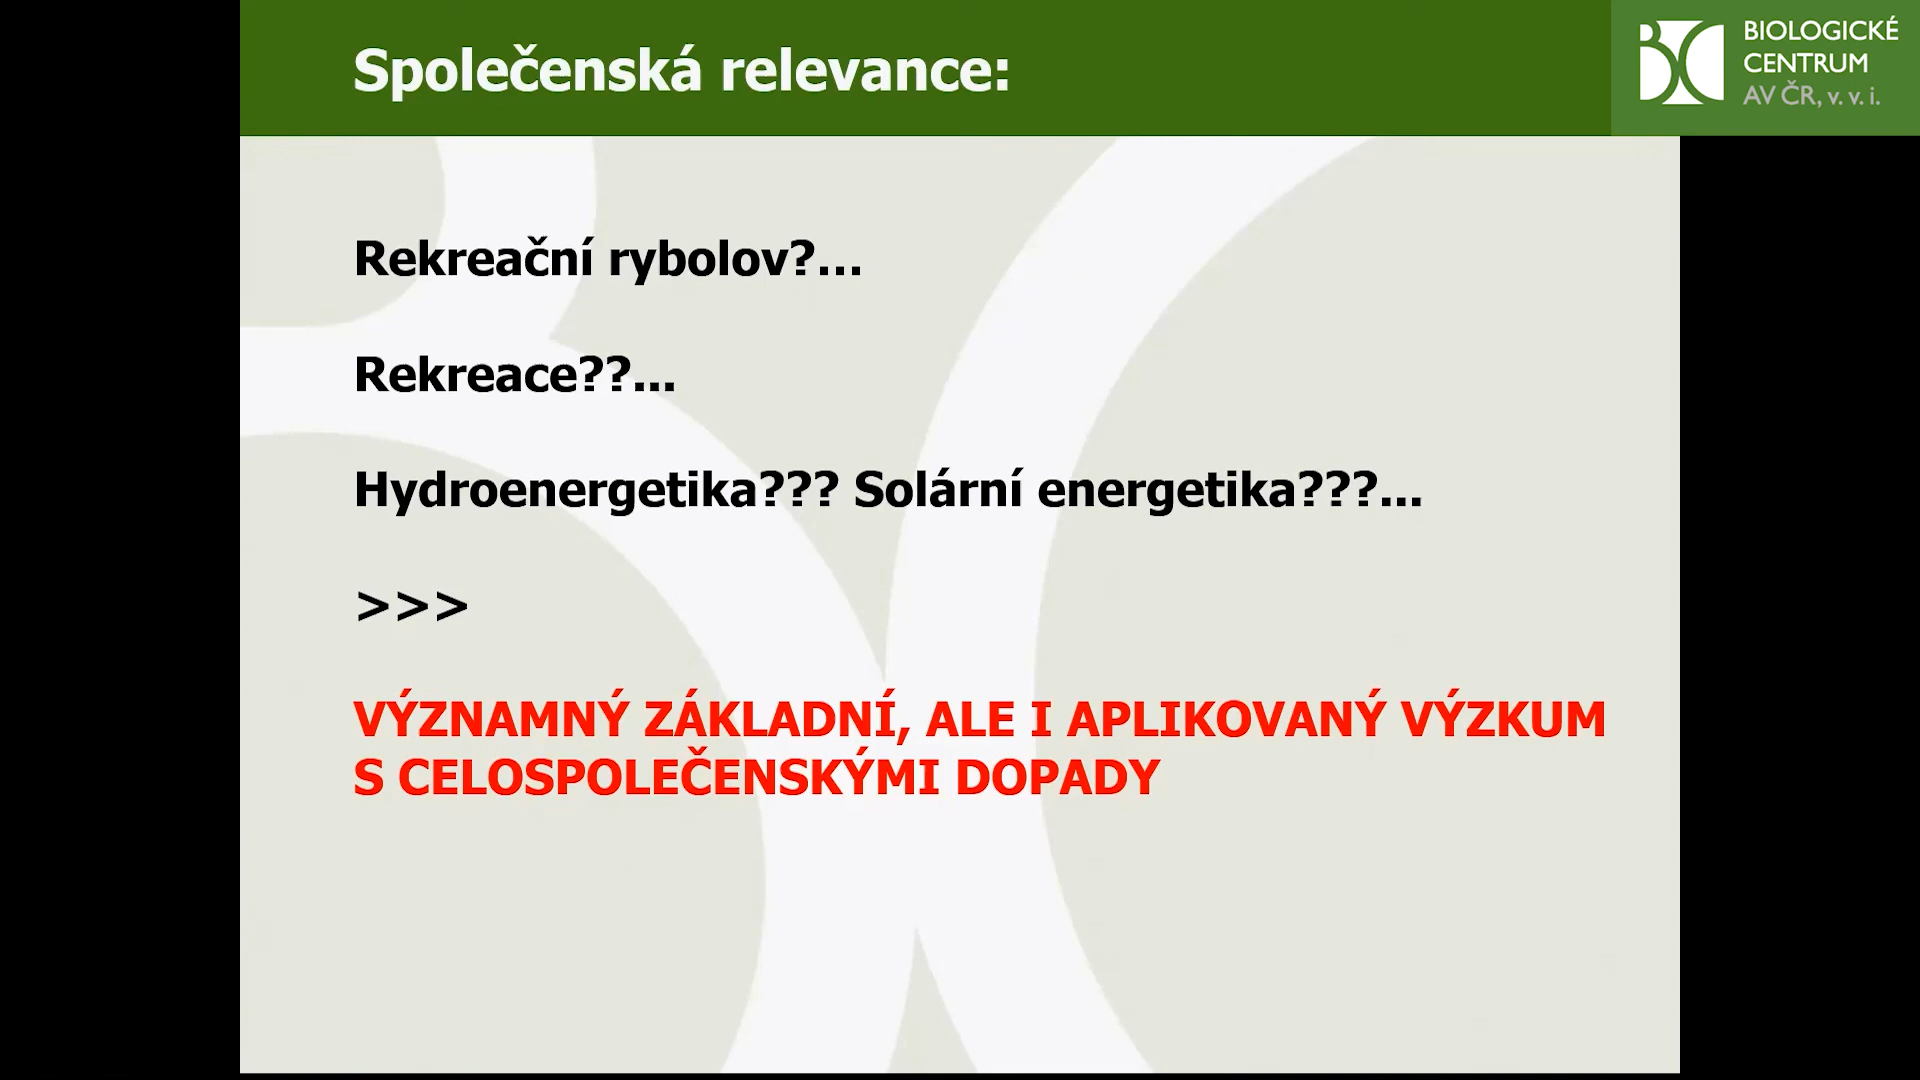 Společenská relevance:
BIOLOGICKÉ
CENTRUM
AV ČR, v. v. i.
Rekreační rybolov?...
Rekreace??...
Hydroenergetika??? Solární energetika???...
>>>
VÝZNAMNÝ ZÁKLADNÍ, ALE I APLIKOVANÝ VÝZKUM
S CELOSPOLEČENSKÝMI DOPADY